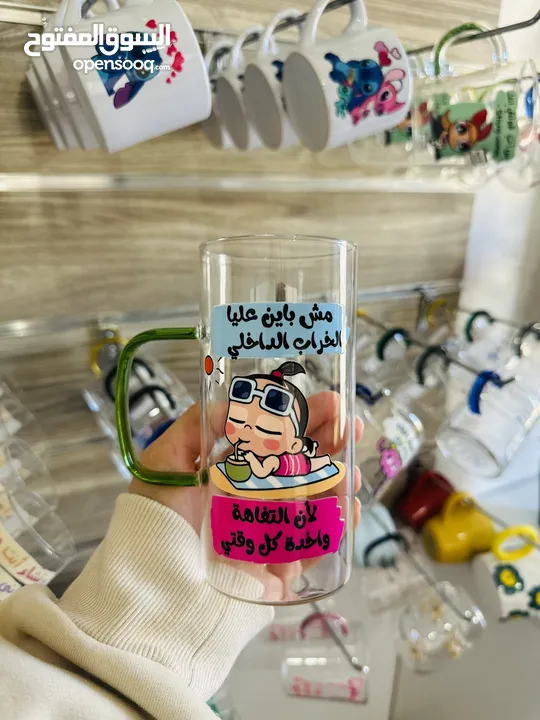 السوق المفتوح
opensooq.com
مش باين عليا
الخراب الداخلي
لأن التفاهة
واخدة كل وقتي